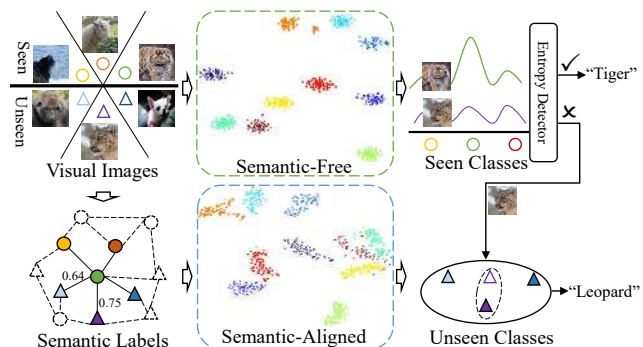 Seen
Unseen
Visual Images
Semantic-Free
Seen Classes
Entropy Detector
“Tiger”
0.64
0.75
Semantic Labels
Semantic-Aligned
Unseen Classes
“Leopard”